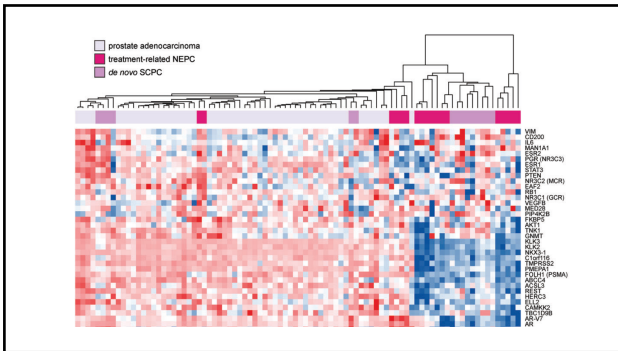 prostate adenocarcinoma
treatment-related NEPC
de novo SCPC
VIM
CD200
IL6
MAN1A1
ESR2
PGR (NR3C3)
ESR1
STAT3
PTEN
NR3C2 (MCR)
EAF2
RB1
NR3C1 (GCR)
VEGFB
MED28
PIP4K2B
FKBP5
AKT1
TNK1
GNMT
KLK3
KLK2
NKX3-1
C1orf116
TMPRSS2
PMEPA1
FOLH1 (PSMA)
ABCC4
ACSL3
REST
HERC3
ELL2
CAMKK2
TBC1D9B
AR-V7
AR